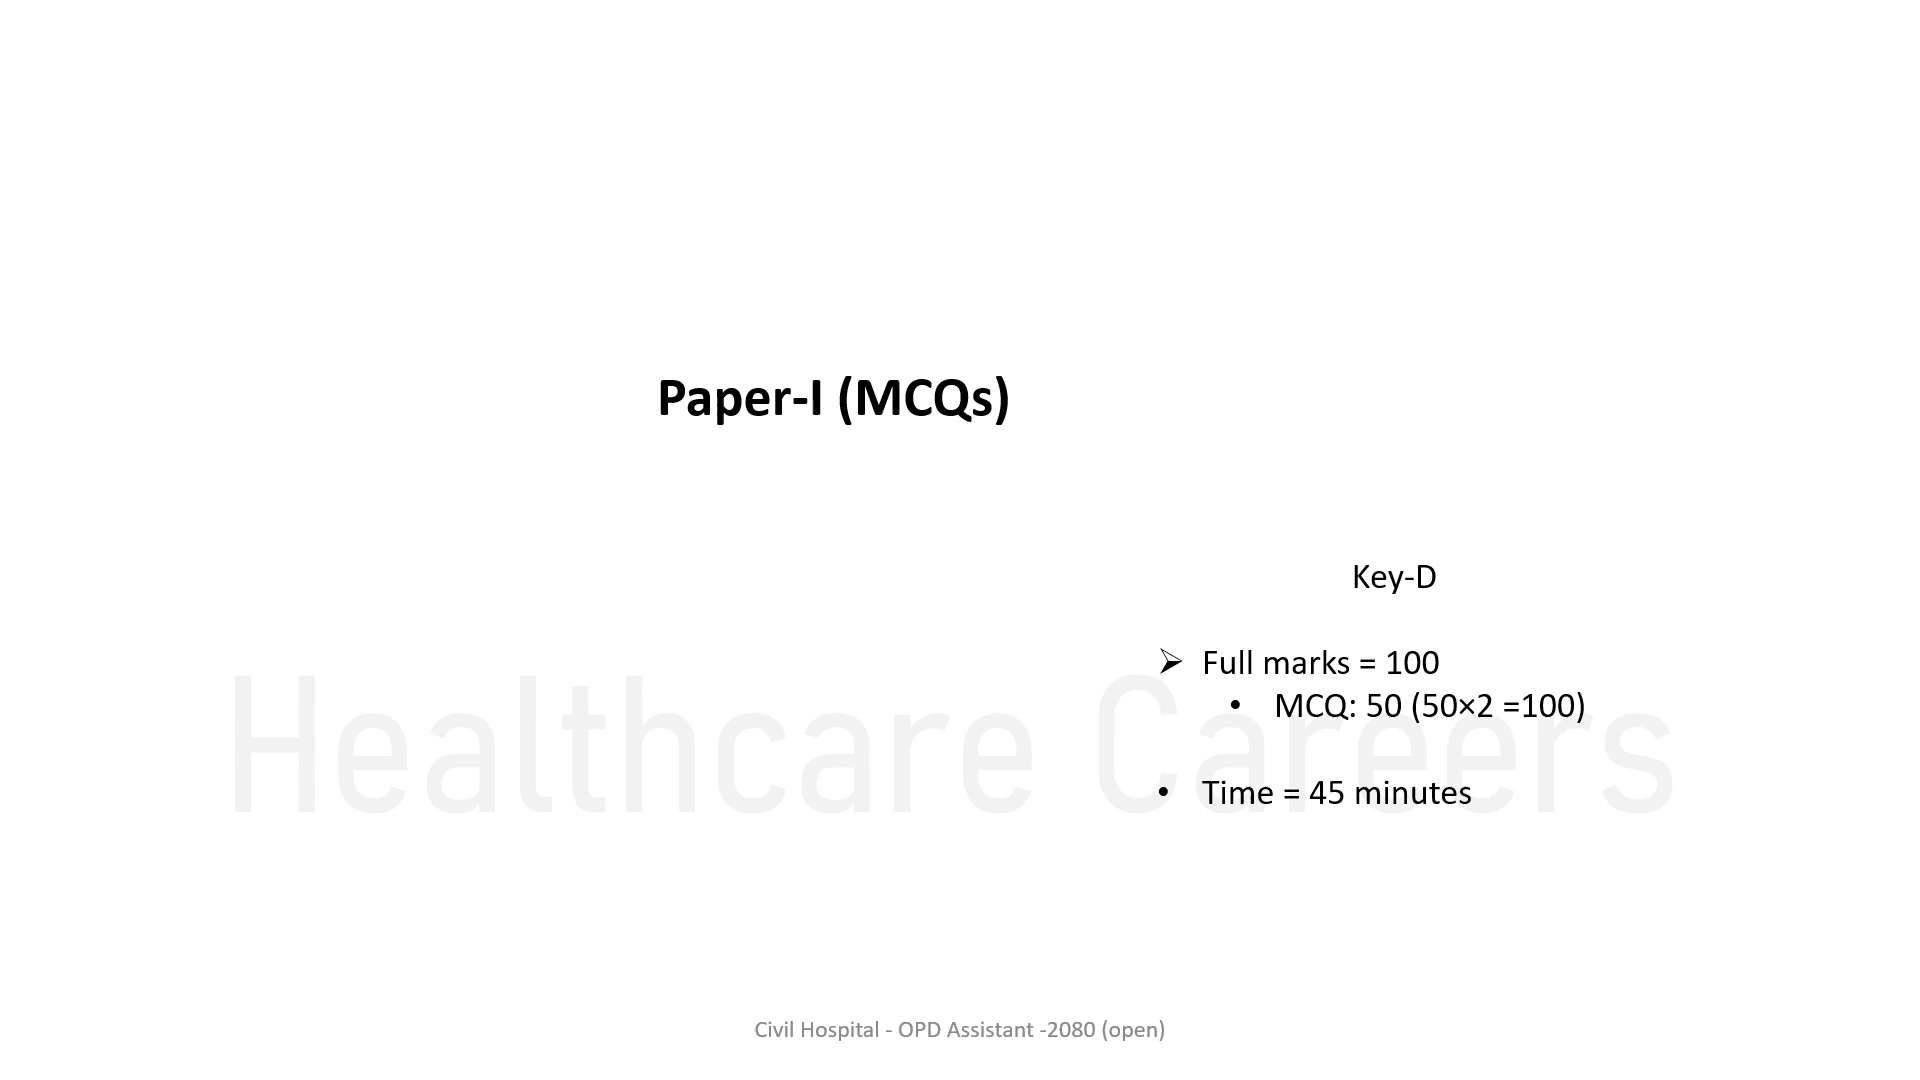 Paper-I (MCQs)
Key-D
➢ Full marks = 100
• MCQ: 50 (50×2 =100)
• Time = 45 minutes
Healthcare Careers
Civil Hospital - OPD Assistant -2080 (open)